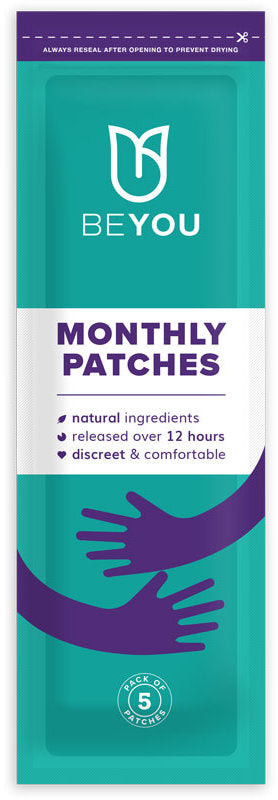 ALWAYS RESEAL AFTER OPENING TO PREVENT DRYING
BEYOU
MONTHLY
PATCHES
natural ingredients
released over 12 hours
discreet & comfortable
PACK OF
5
PATCHES